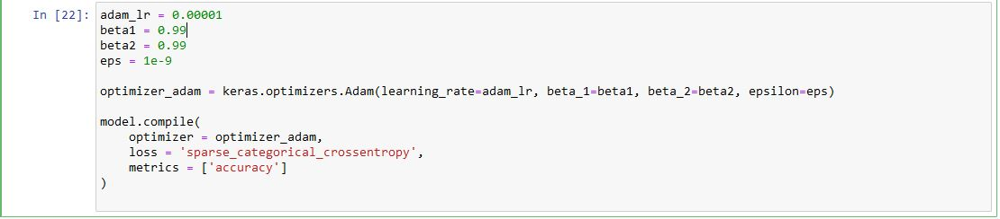 In [22]: adam_lr = 0.00001
beta1 = 0.99
beta2 = 0.99
eps = 1e-9
optimizer_adam = keras.optimizers.Adam(learning_rate=adam_lr, beta_1=beta1, beta_2=beta2, epsilon=eps)
model.compile(
    optimizer = optimizer_adam,
    loss = 'sparse_categorical_crossentropy',
    metrics = ['accuracy']
)